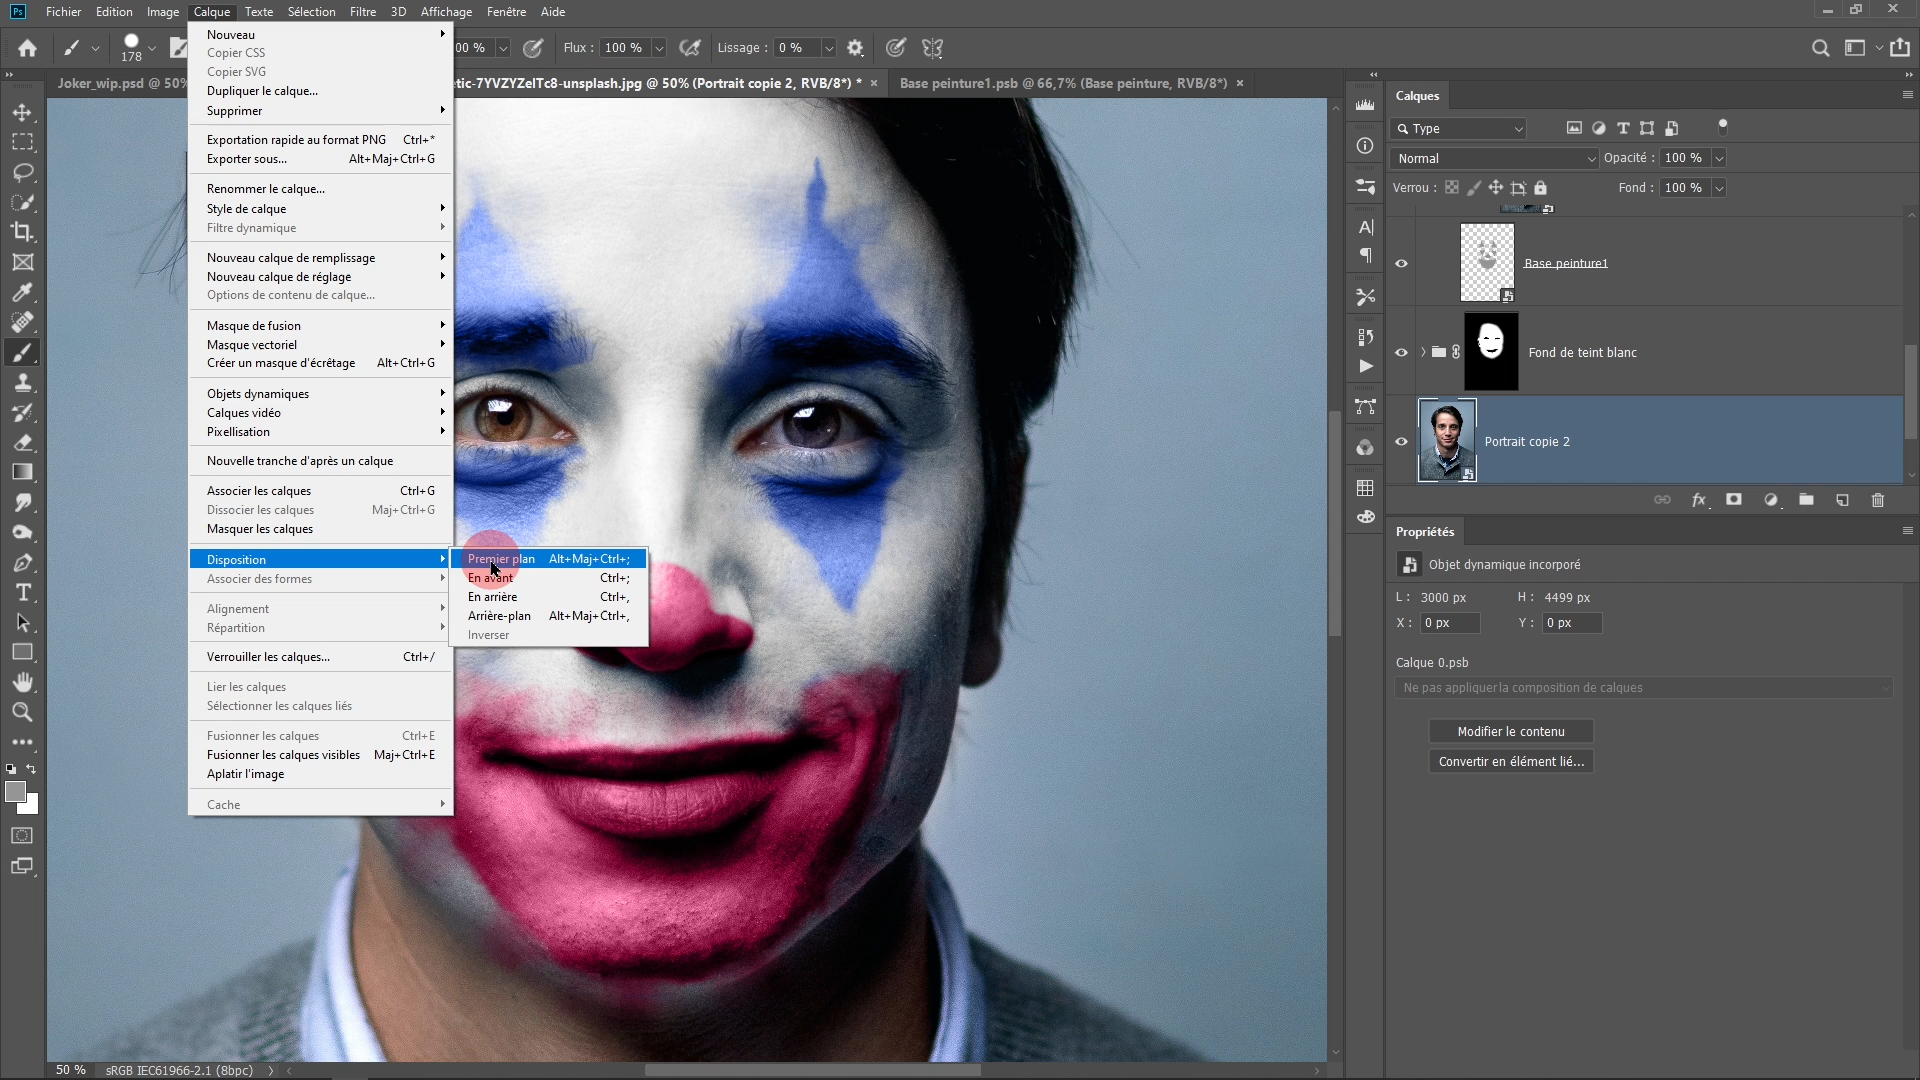 Ps
Fichier Edition Image Calque Texte Sélection Filtre 3D Affichage Fenêtre Aide
178
00 %
Flux : 100 %
Lissage : 0 %
Joker_wip.psd @ 50%
etic-7YVZYZeITc8-unsplash.jpg @ 50% (Portrait copie 2, RVB/8*) * ×
Base peinture1.psb @ 66,7% (Base peinture, RVB/8*) ×
Nouveau
Copier CSS
Copier SVG
Dupliquer le calque...
Supprimer
Exportation rapide au format PNG Ctrl+*
Exporter sous... Alt+Maj+Ctrl+G
Renommer le calque...
Style de calque
Filtre dynamique
Nouveau calque de remplissage
Nouveau calque de réglage
Options de contenu de calque...
Masque de fusion
Masque vectoriel
Créer un masque d'écrêtage Alt+Ctrl+G
Objets dynamiques
Calques vidéo
Pixellisation
Nouvelle tranche d'après un calque
Associer les calques Ctrl+G
Dissocier les calques Maj+Ctrl+G
Masquer les calques
Disposition
Associer des formes
Alignement
Répartition
Verrouiller les calques... Ctrl+/
Lier les calques
Sélectionner les calques liés
Fusionner les calques Ctrl+E
Fusionner les calques visibles Maj+Ctrl+E
Aplatir l'image
Cache
Premier plan Alt+Maj+Ctrl+;
En avant Ctrl+;
En arrière Ctrl+,
Arrière-plan Alt+Maj+Ctrl+,
Inverser
Calques
Type
Normal Opacité : 100 %
Verrou : Fond : 100 %
Base peinture1
Fond de teint blanc
Portrait copie 2
fx
Propriétés
Objet dynamique incorporé
L : 3000 px H : 4499 px
X : 0 px Y : 0 px
Calque 0.psb
Ne pas appliquer la composition de calques
Modifier le contenu
Convertir en élément lié...
50 % sRGB IEC61966-2.1 (8bpc)